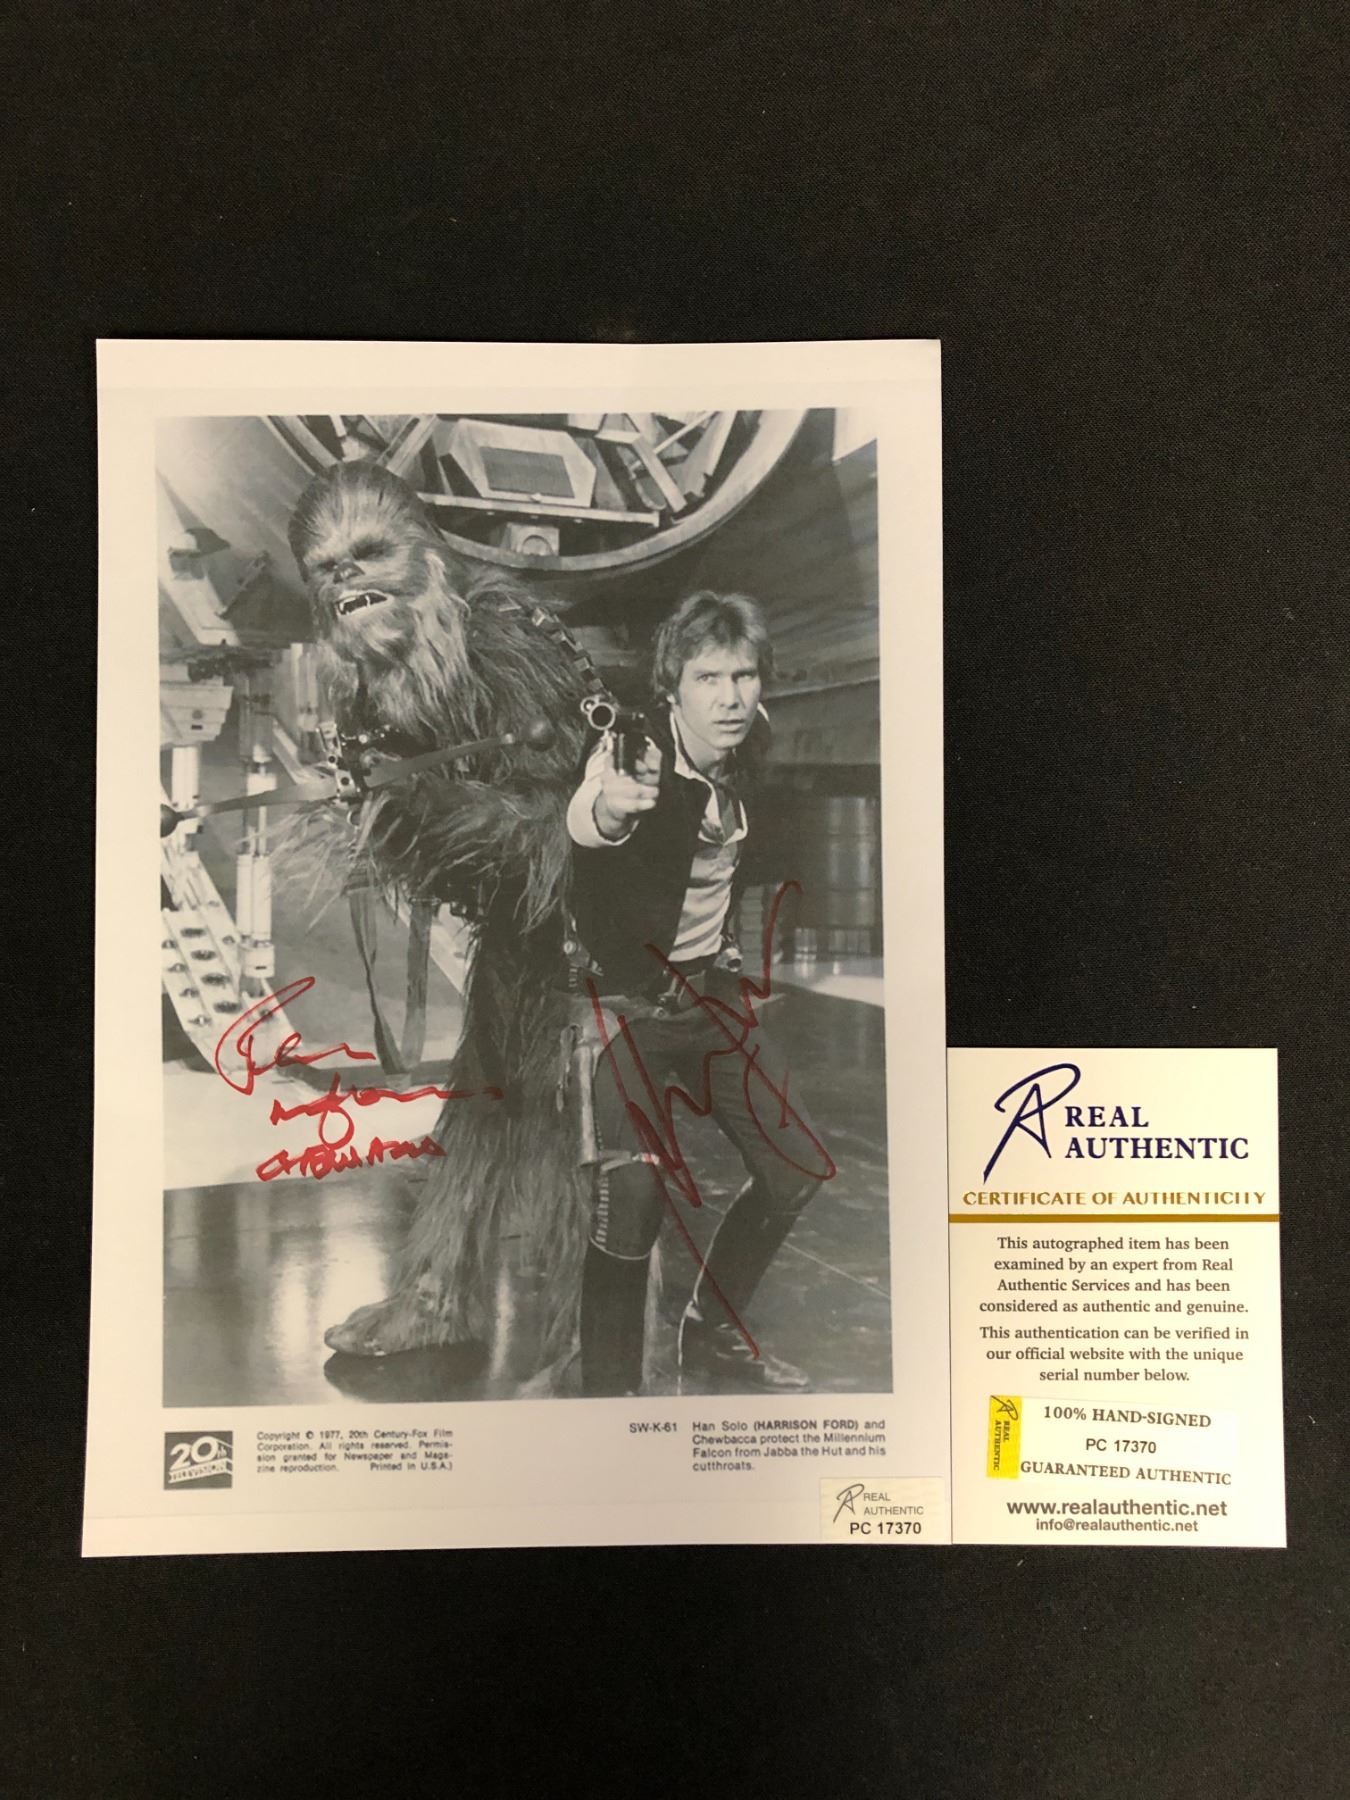 CHEWIE
20th
TELEVISION
Copyright © 1977, 20th Century-Fox Film
Corporation. All rights reserved. Permis-
sion granted for Newspaper and Maga-
zine reproduction. Printed in U.S.A.)
SW-K-61 Han Solo (HARRISON FORD) and
Chewbacca protect the Millennium
Falcon from Jabba the Hut and his
cutthroats.
REAL
AUTHENTIC
PC 17370
REAL
AUTHENTIC
CERTIFICATE OF AUTHENTICITY
This autographed item has been
examined by an expert from Real
Authentic Services and has been
considered as authentic and genuine.
This authentication can be verified in
our official website with the unique
serial number below.
REAL
AUTHENTIC
100% HAND-SIGNED
PC 17370
GUARANTEED AUTHENTIC
www.realauthentic.net
info@realauthentic.net